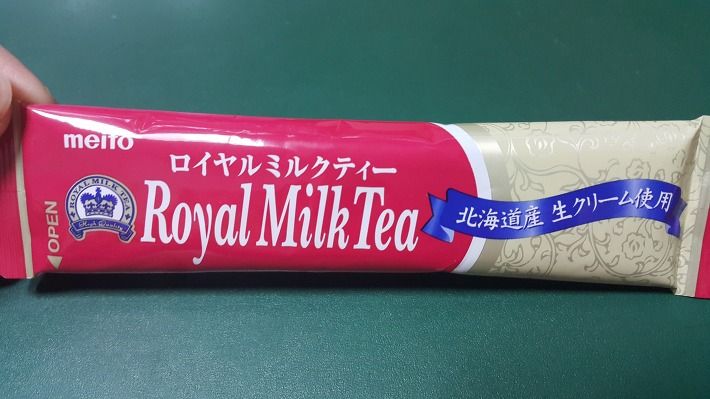 meito
ロイヤルミルクティー
Royal Milk Tea
ROYAL MILK TEA
High Quality
OPEN
北海道産 生クリーム使用